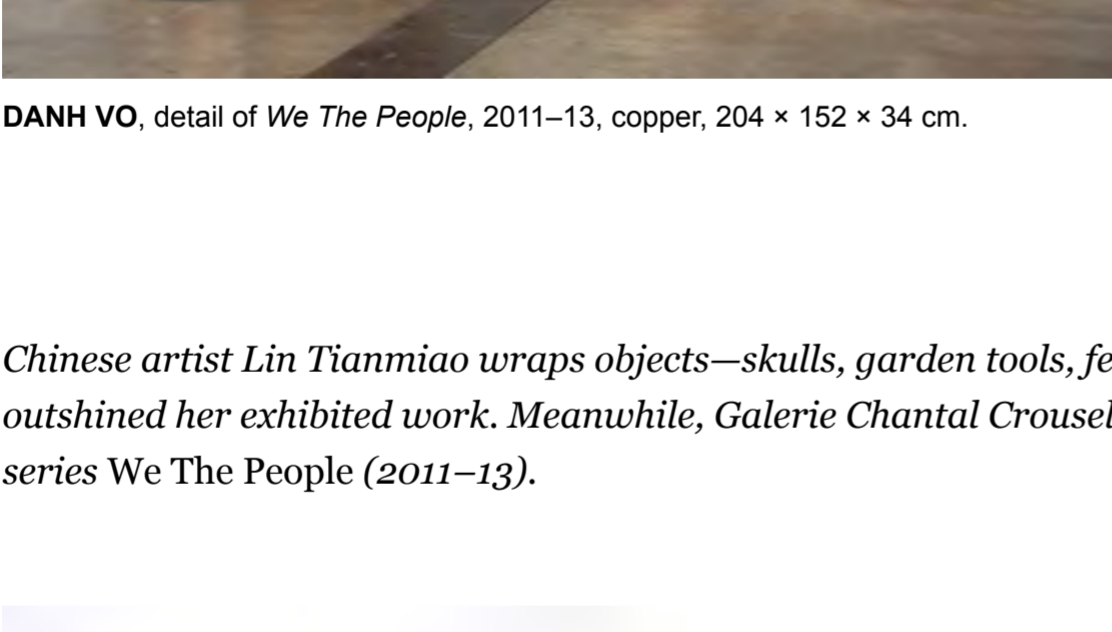 DANH VO, detail of We The People, 2011–13, copper, 204 × 152 × 34 cm.
Chinese artist Lin Tianmiao wraps objects—skulls, garden tools, fe
outshined her exhibited work. Meanwhile, Galerie Chantal Crousel
series We The People (2011–13).